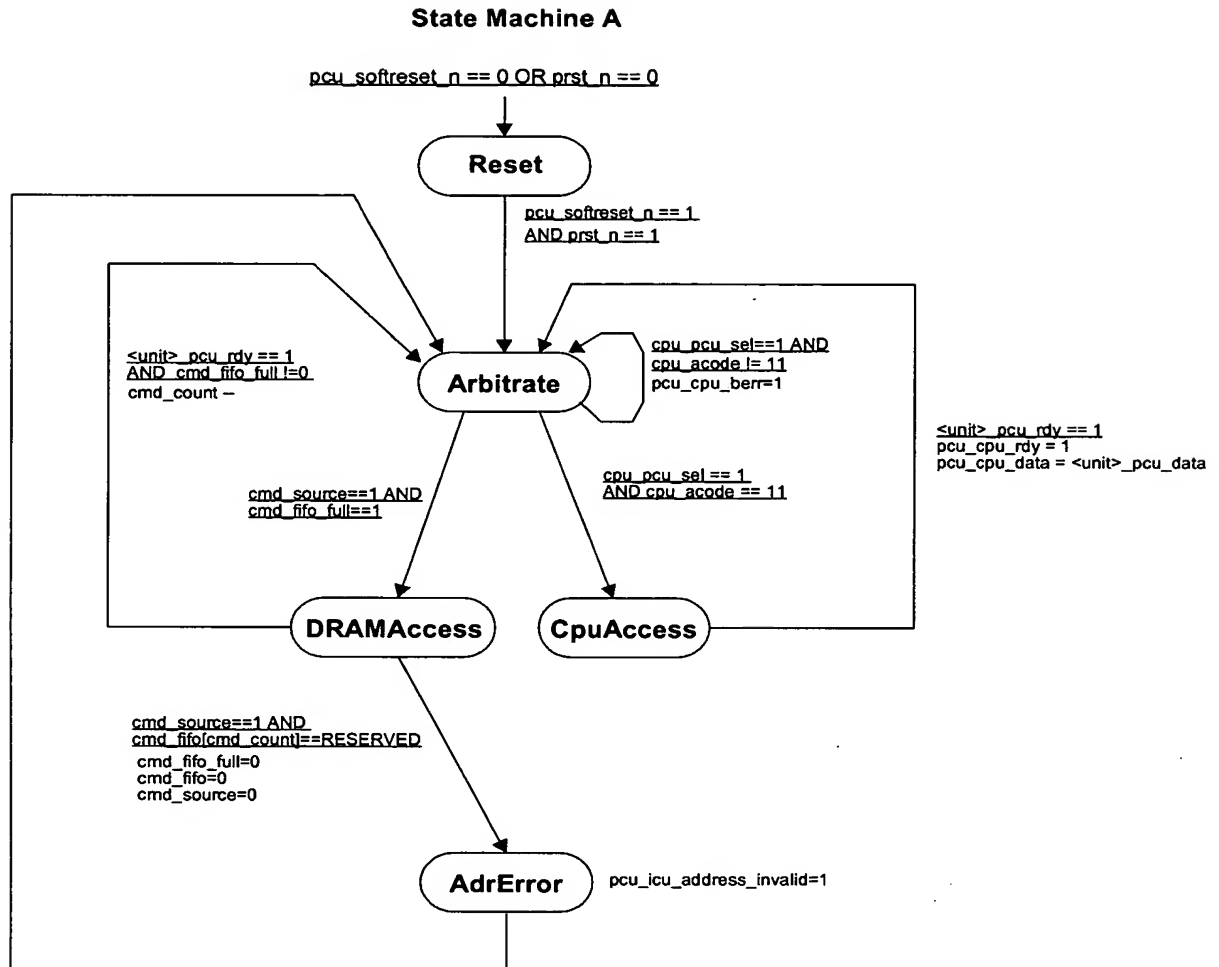 State Machine A
pcu_softreset_n == 0 OR prst_n == 0
Reset
pcu_softreset_n == 1
AND prst_n == 1
<unit>_pcu_rdy == 1
AND cmd_fifo_full !=0
cmd_count –
Arbitrate
cpu_pcu_sel==1 AND
cpu_acode != 11
pcu_cpu_berr=1
<unit>_pcu_rdy == 1
pcu_cpu_rdy = 1
pcu_cpu_data = <unit>_pcu_data
cmd_source==1 AND
cmd_fifo_full==1
cpu_pcu_sel == 1
AND cpu_acode == 11
DRAMAccess
CpuAccess
cmd_source==1 AND
cmd_fifo[cmd_count]==RESERVED
cmd_fifo_full=0
cmd_fifo=0
cmd_source=0
AdrError
pcu_icu_address_invalid=1